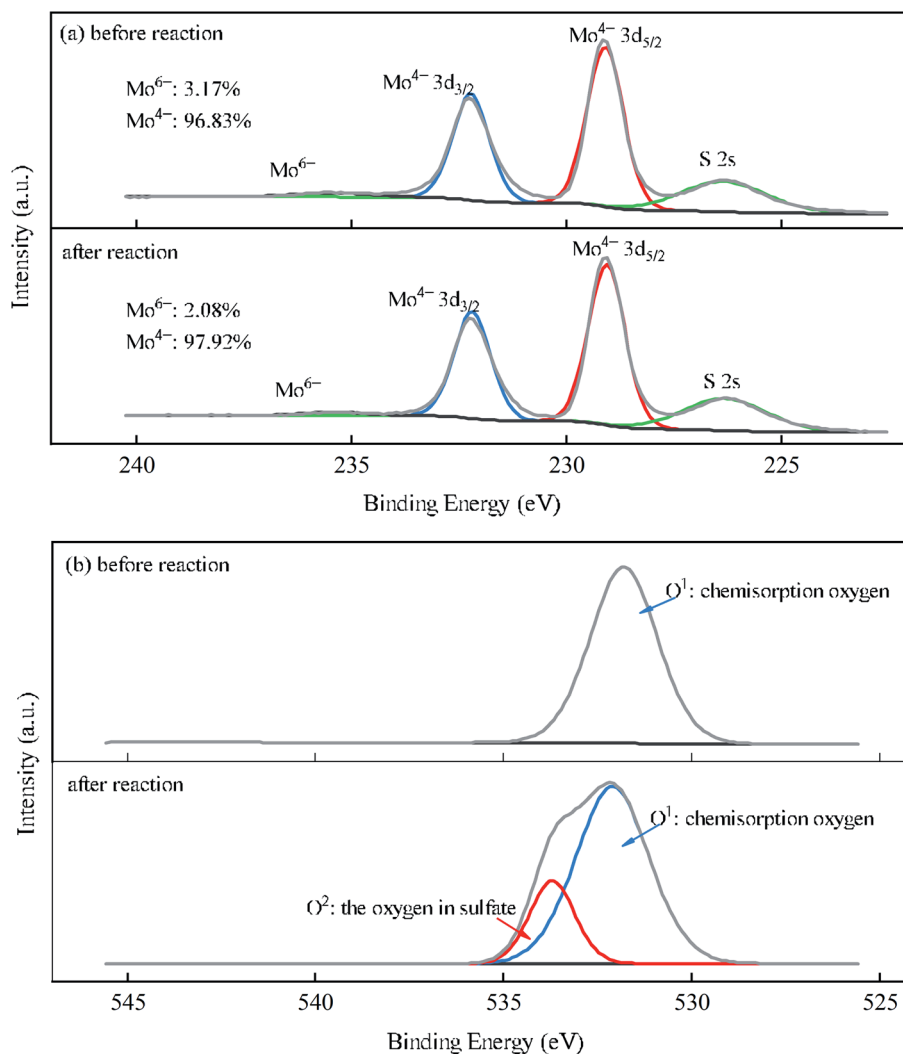 (a) before reaction
Mo⁶⁻: 3.17%
Mo⁴⁻: 96.83%
Mo⁶⁻
Mo⁴⁻ 3d₃/₂
Mo⁴⁻ 3d₅/₂
S 2s
after reaction
Mo⁶⁻: 2.08%
Mo⁴⁻: 97.92%
Mo⁶⁻
Mo⁴⁻ 3d₃/₂
Mo⁴⁻ 3d₅/₂
S 2s
Intensity (a.u.)
240 235 230 225
Binding Energy (eV)
(b) before reaction
O¹: chemisorption oxygen
after reaction
O¹: chemisorption oxygen
O²: the oxygen in sulfate
Intensity (a.u.)
545 540 535 530 525
Binding Energy (eV)